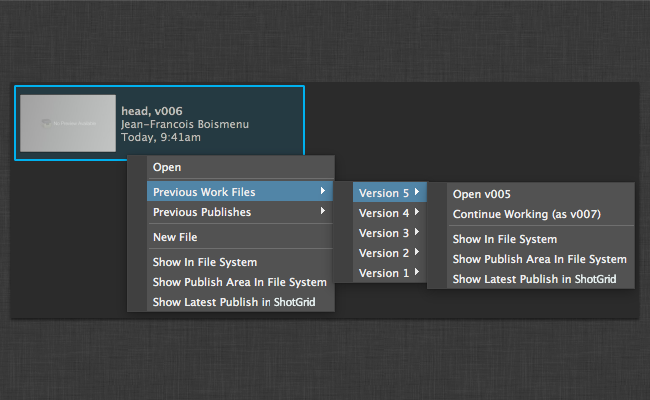 head, v006
Jean-Francois Boismenu
Today, 9:41am
Open
Previous Work Files
Previous Publishes
New File
Show In File System
Show Publish Area In File System
Show Latest Publish in ShotGrid
Version 5
Version 4
Version 3
Version 2
Version 1
Open v005
Continue Working (as v007)
Show In File System
Show Publish Area In File System
Show Latest Publish in ShotGrid